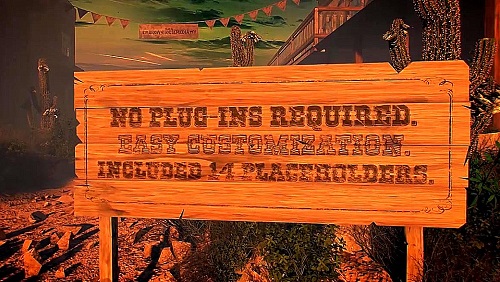 NO PLUG-INS REQUIRED.
EASY CUSTOMIZATION.
INCLUDED 14 PLACEHOLDERS.